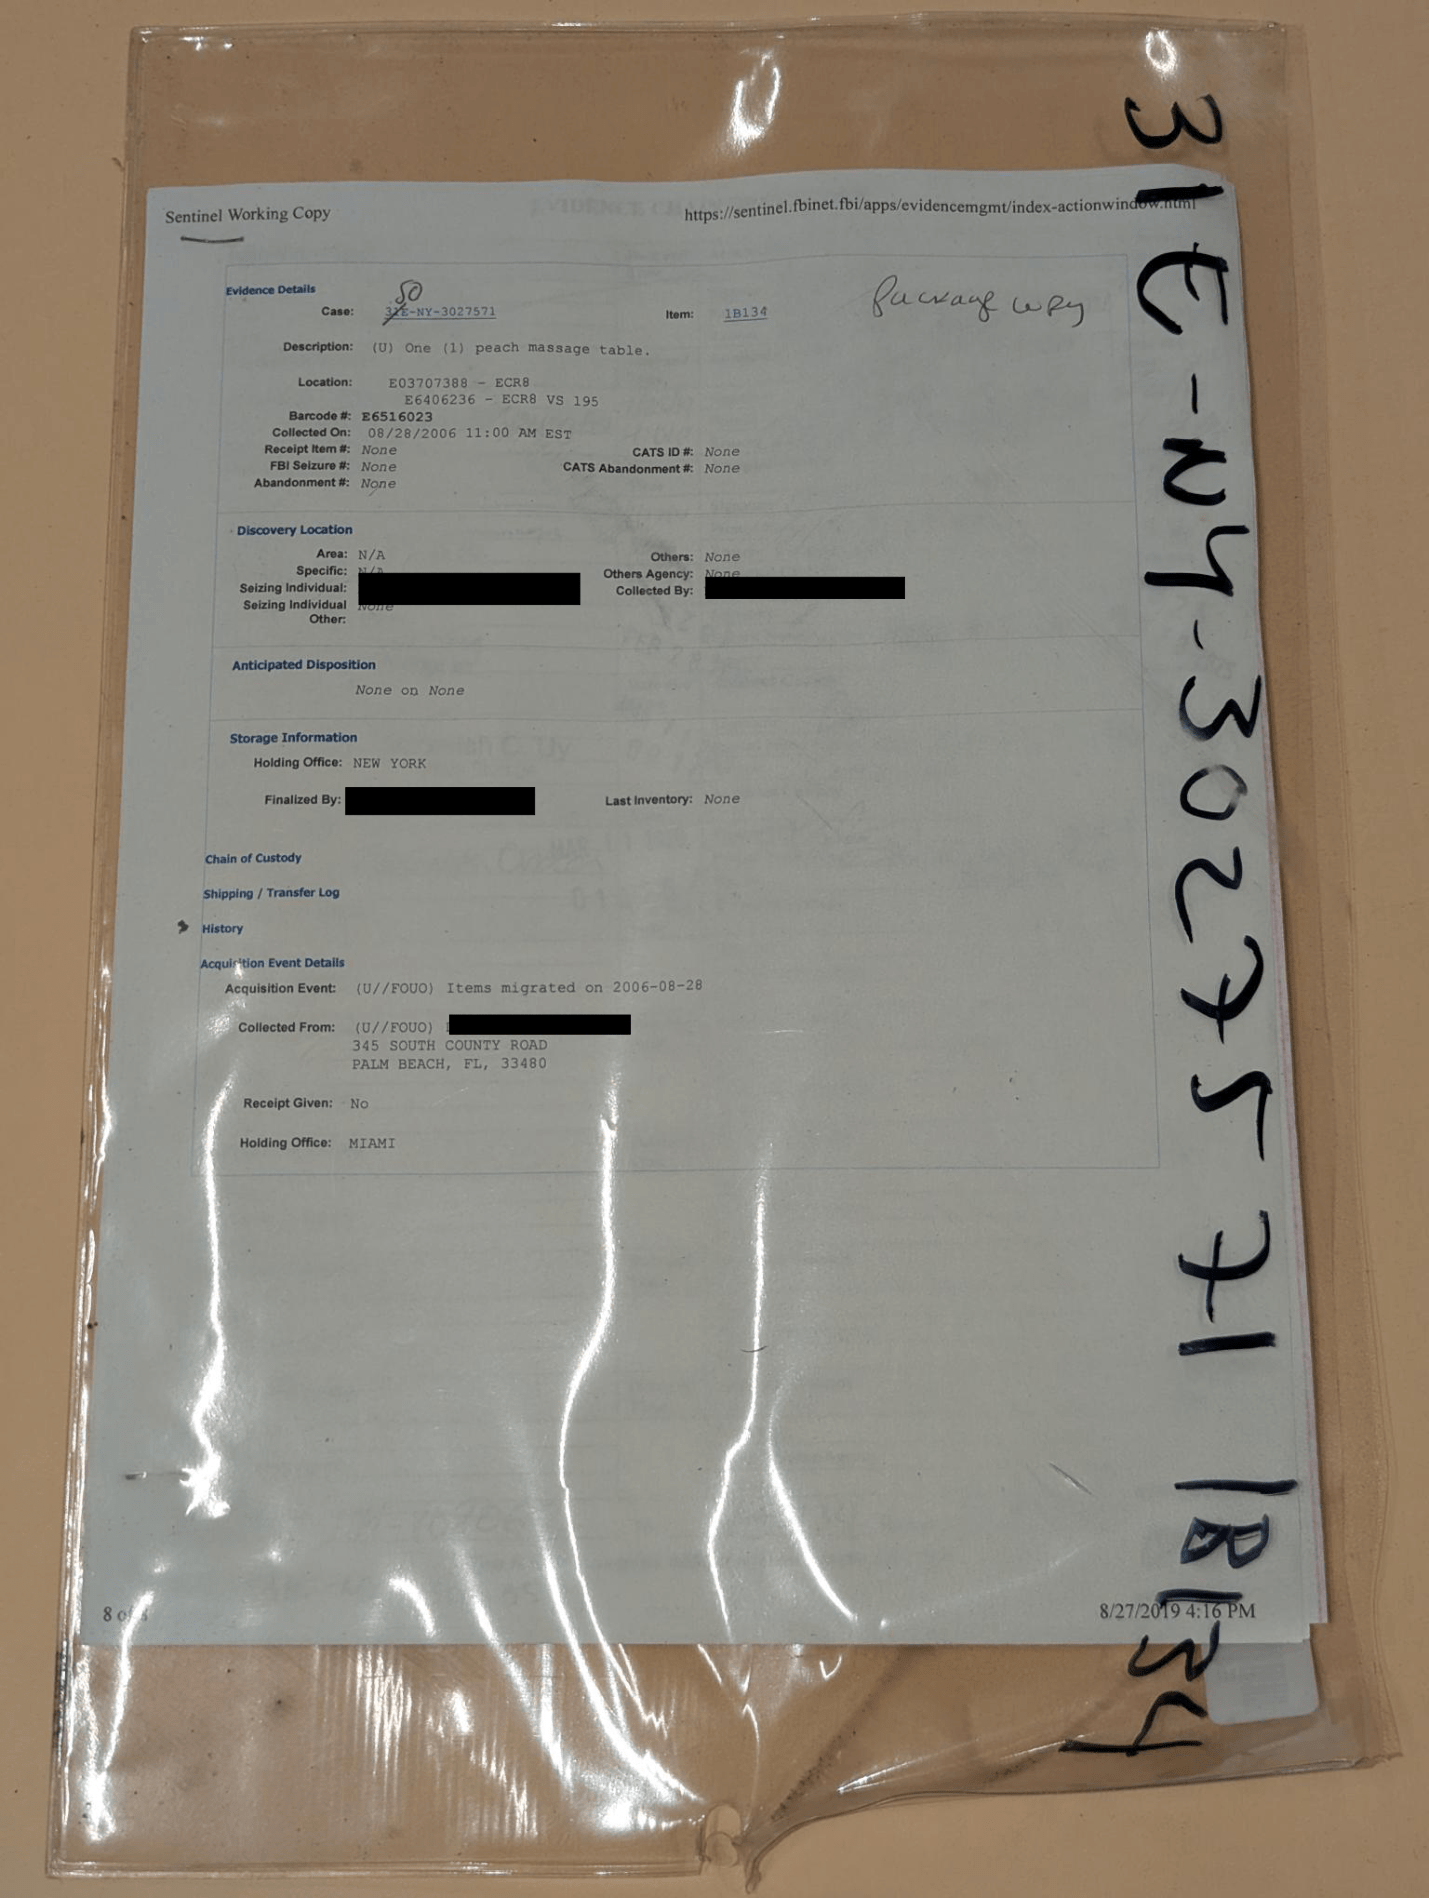 Sentinel Working Copy
https://sentinel.fbinet.fbi/apps/evidencemgmt/index-actionwindow.html
Evidence Details
50
Case: 31E-NY-3027571 Item: 1B134
Package copy
Description: (U) One (1) peach massage table.
Location: E03707388 - ECR8
E6406236 - ECR8 VS 195
Barcode #: E6516023
Collected On: 08/28/2006 11:00 AM EST
Receipt Item #: None CATS ID #: None
FBI Seizure #: None CATS Abandonment #: None
Abandonment #: None
Discovery Location
Area: N/A Others: None
Specific: N/A Others Agency: None
Seizing Individual: Collected By:
Seizing Individual Other: None
Anticipated Disposition
None on None
Storage Information
Holding Office: NEW YORK
Finalized By: Last Inventory: None
Chain of Custody
Shipping / Transfer Log
History
Acquisition Event Details
Acquisition Event: (U//FOUO) Items migrated on 2006-08-28
Collected From: (U//FOUO)
345 SOUTH COUNTY ROAD
PALM BEACH, FL, 33480
Receipt Given: No
Holding Office: MIAMI
8 of 8
8/27/2019 4:16 PM
31E-NY-3027571 1B134